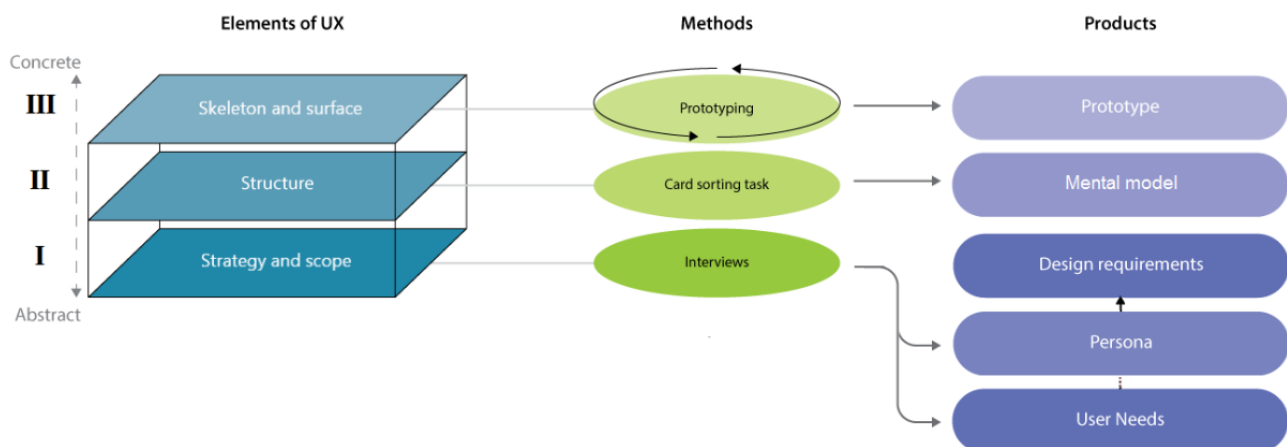 Elements of UX
Methods
Products
Concrete
III
Skeleton and surface
Prototyping
Prototype
II
Structure
Card sorting task
Mental model
I
Strategy and scope
Interviews
Design requirements
Abstract
Persona
User Needs